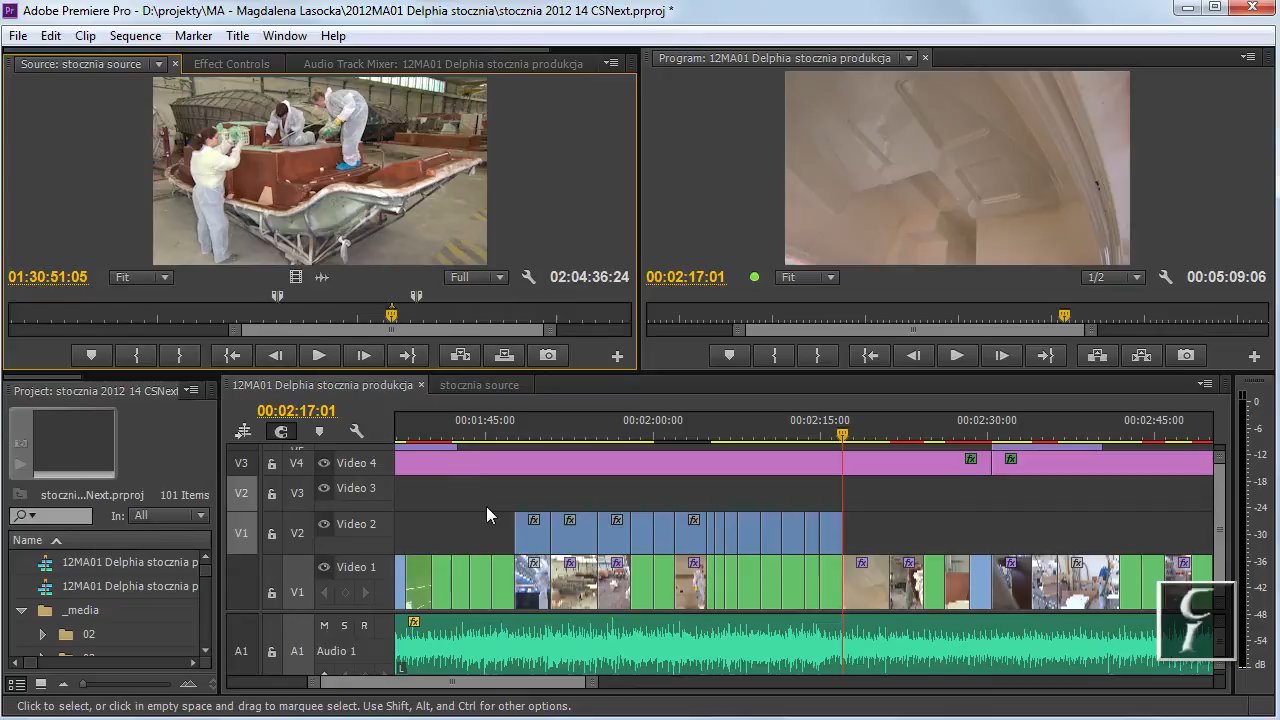 Adobe Premiere Pro - D:\projekty\MA - Magdalena Lasocka\2012MA01 Delphia stocznia\stocznia 2012 14 CSNext.prproj *
File Edit Clip Sequence Marker Title Window Help
Source: stocznia source Effect Controls Audio Track Mixer: 12MA01 Delphia stocznia produkcja
Program: 12MA01 Delphia stocznia produkcja
01:30:51:05 Fit Full 02:04:36:24
00:02:17:01 Fit 1/2 00:05:09:06
Project: stocznia 2012 14 CSNext
12MA01 Delphia stocznia produkcja stocznia source
00:02:17:01
00:01:45:00 00:02:00:00 00:02:15:00 00:02:30:00 00:02:45:00
V3 V4 Video 4
V2 V3 Video 3
V1 V2 Video 2
V1 Video 1
M S R
A1 A1 Audio 1
L
stoczni...Next.prproj 101 Items
In: All
Name
12MA01 Delphia stocznia p
12MA01 Delphia stocznia p
_media
02
0
-6
-12
-18
-24
-30
-36
-42
-48
-54
dB
Click to select, or click in empty space and drag to marquee select. Use Shift, Alt, and Ctrl for other options.